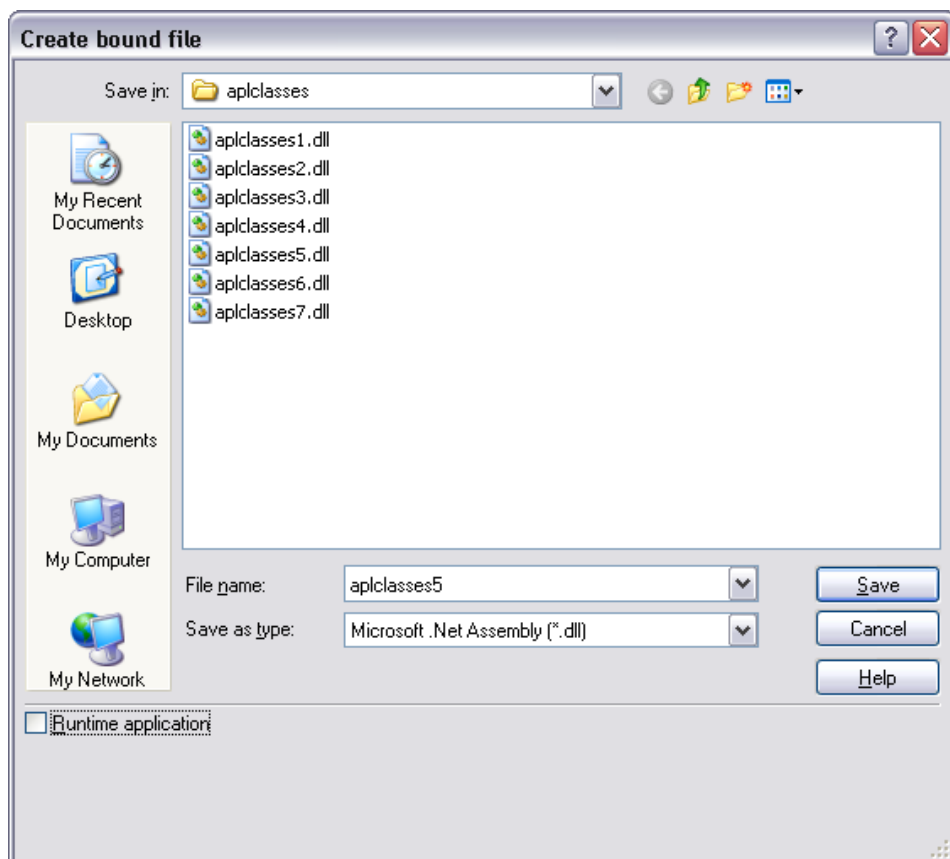 Create bound file
Save in: aplclasses
aplclasses1.dll
aplclasses2.dll
aplclasses3.dll
aplclasses4.dll
aplclasses5.dll
aplclasses6.dll
aplclasses7.dll
My Recent
Documents
Desktop
My Documents
My Computer
My Network
File name: aplclasses5 Save
Save as type: Microsoft .Net Assembly (*.dll) Cancel
Help
Runtime application